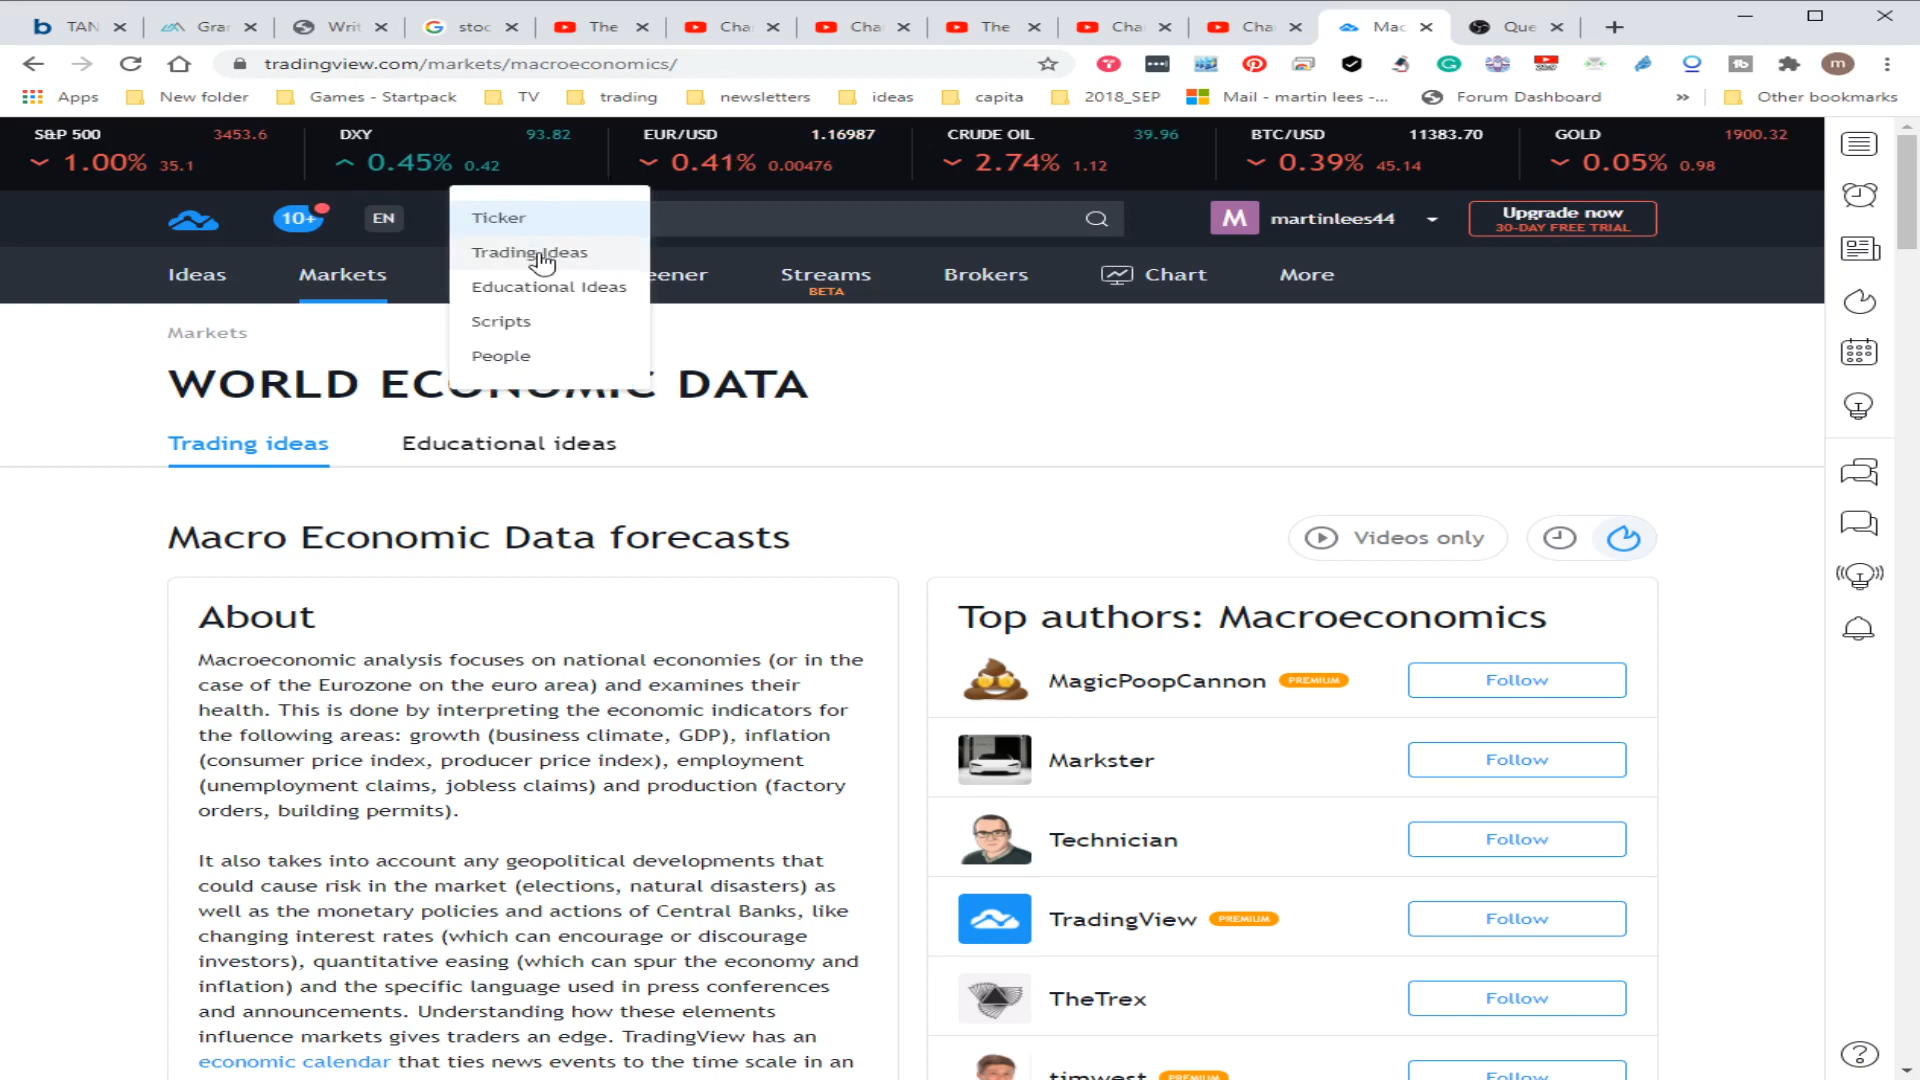 TAN
Gra
Writ
stoc
The
Cha
Cha
The
Cha
Cha
Mac
Que
tradingview.com/markets/macroeconomics/
m
Apps
New folder
Games - Startpack
TV
trading
newsletters
ideas
capita
2018_SEP
Mail - martin lees -...
Forum Dashboard
»
Other bookmarks
S&P 500 3453.6
1.00% 35.1
DXY 93.82
0.45% 0.42
EUR/USD 1.16987
0.41% 0.00476
CRUDE OIL 39.96
2.74% 1.12
BTC/USD 11383.70
0.39% 45.14
GOLD 1900.32
0.05% 0.98
10+
EN
Ticker
Trading Ideas
Educational Ideas
Scripts
People
M martinlees44
Upgrade now
30-DAY FREE TRIAL
Ideas
Markets
eener
Streams
BETA
Brokers
Chart
More
Markets
WORLD ECONOMIC DATA
Trading ideas
Educational ideas
Macro Economic Data forecasts
Videos only
About
Macroeconomic analysis focuses on national economies (or in the
case of the Eurozone on the euro area) and examines their
health. This is done by interpreting the economic indicators for
the following areas: growth (business climate, GDP), inflation
(consumer price index, producer price index), employment
(unemployment claims, jobless claims) and production (factory
orders, building permits).
It also takes into account any geopolitical developments that
could cause risk in the market (elections, natural disasters) as
well as the monetary policies and actions of Central Banks, like
changing interest rates (which can encourage or discourage
investors), quantitative easing (which can spur the economy and
inflation) and the specific language used in press conferences
and announcements. Understanding how these elements
influence markets gives traders an edge. TradingView has an
economic calendar that ties news events to the time scale in an
Top authors: Macroeconomics
MagicPoopCannon PREMIUM Follow
Markster Follow
Technician Follow
TradingView PREMIUM Follow
TheTrex Follow
timwest PREMIUM Follow